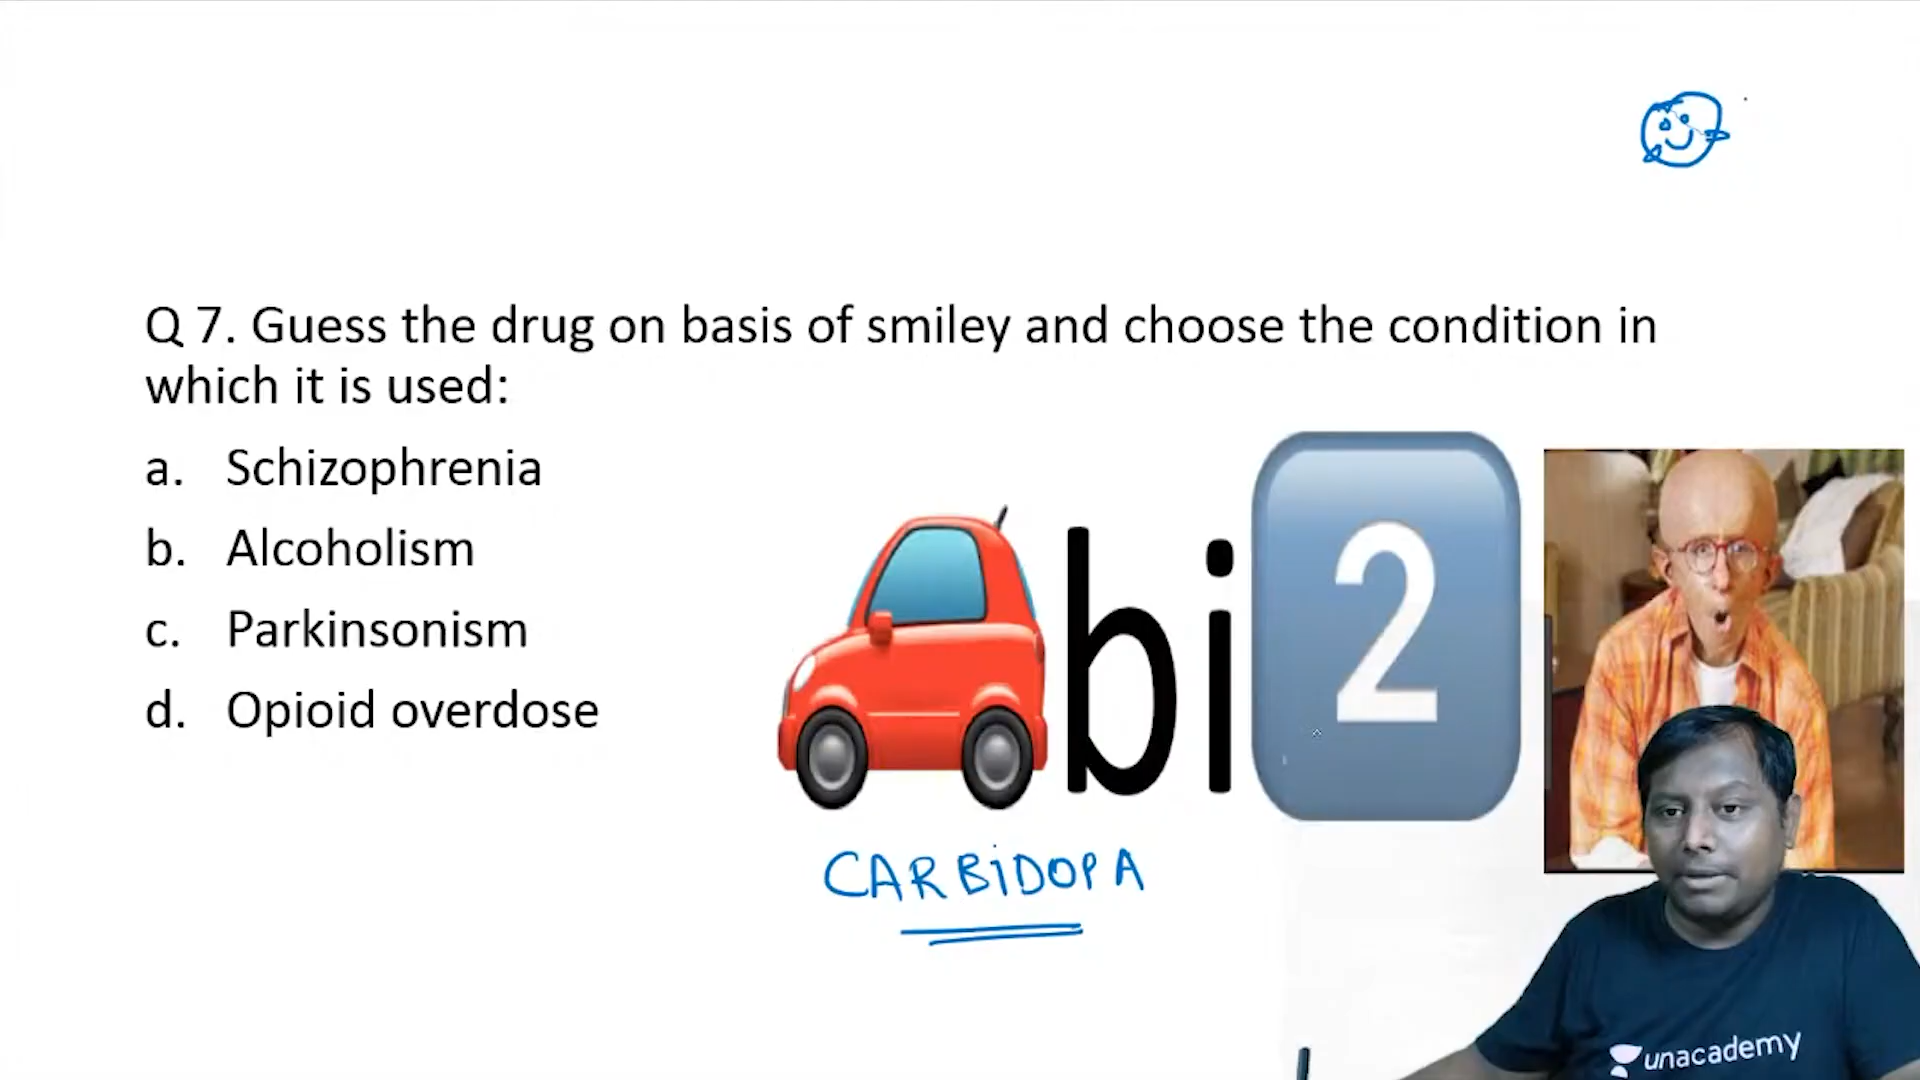 Q 7. Guess the drug on basis of smiley and choose the condition in
which it is used:
a. Schizophrenia
b. Alcoholism
c. Parkinsonism
d. Opioid overdose
bi 2
CARBiDOPA
unacademy